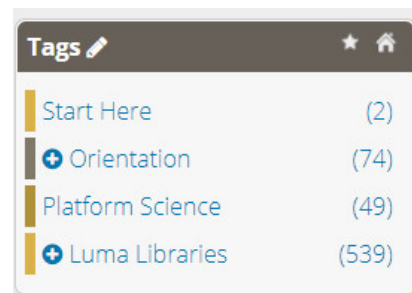 Tags
Start Here (2)
Orientation (74)
Platform Science (49)
Luma Libraries (539)